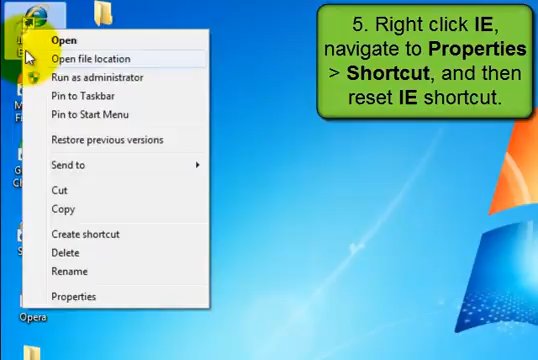 5. Right click IE,
navigate to Properties
> Shortcut, and then
reset IE shortcut.
Open
Open file location
Run as administrator
Pin to Taskbar
Pin to Start Menu
Restore previous versions
Send to
Cut
Copy
Create shortcut
Delete
Rename
Properties
Opera